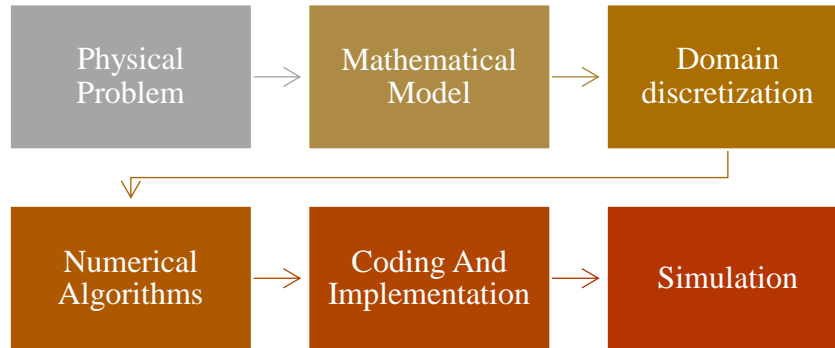 Physical
Problem
Mathematical
Model
Domain
discretization
Numerical
Algorithms
Coding And
Implementation
Simulation